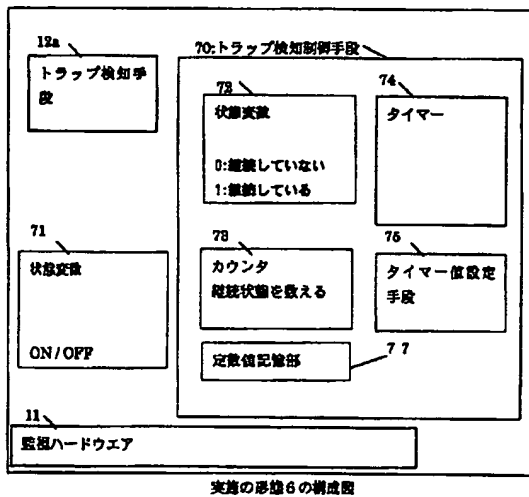 12a
トラップ検知手
段
70:トラップ検知制御手段
72
状態変数
0:継続していない
1:継続している
74
タイマー
71
状態変数
ON/OFF
73
カウンタ
継続状態を数える
75
タイマー値設定
手段
定数値記憶部
77
11
監視ハードウエア
実施の形態6の構成図